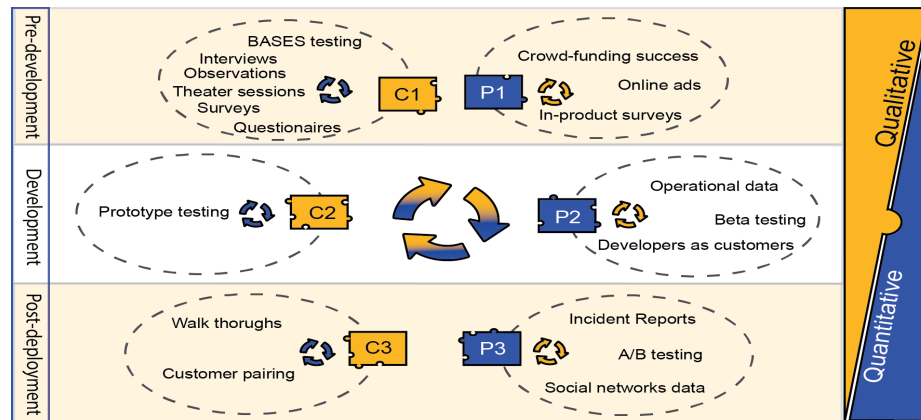 Pre-development
BASES testing
Interviews
Observations
Theater sessions
Surveys
Questionaires
C1
P1
Crowd-funding success
Online ads
In-product surveys
Development
Prototype testing
C2
P2
Operational data
Beta testing
Developers as customers
Post-deployment
Walk thorughs
Customer pairing
C3
P3
Incident Reports
A/B testing
Social networks data
Qualitative
Quantitative